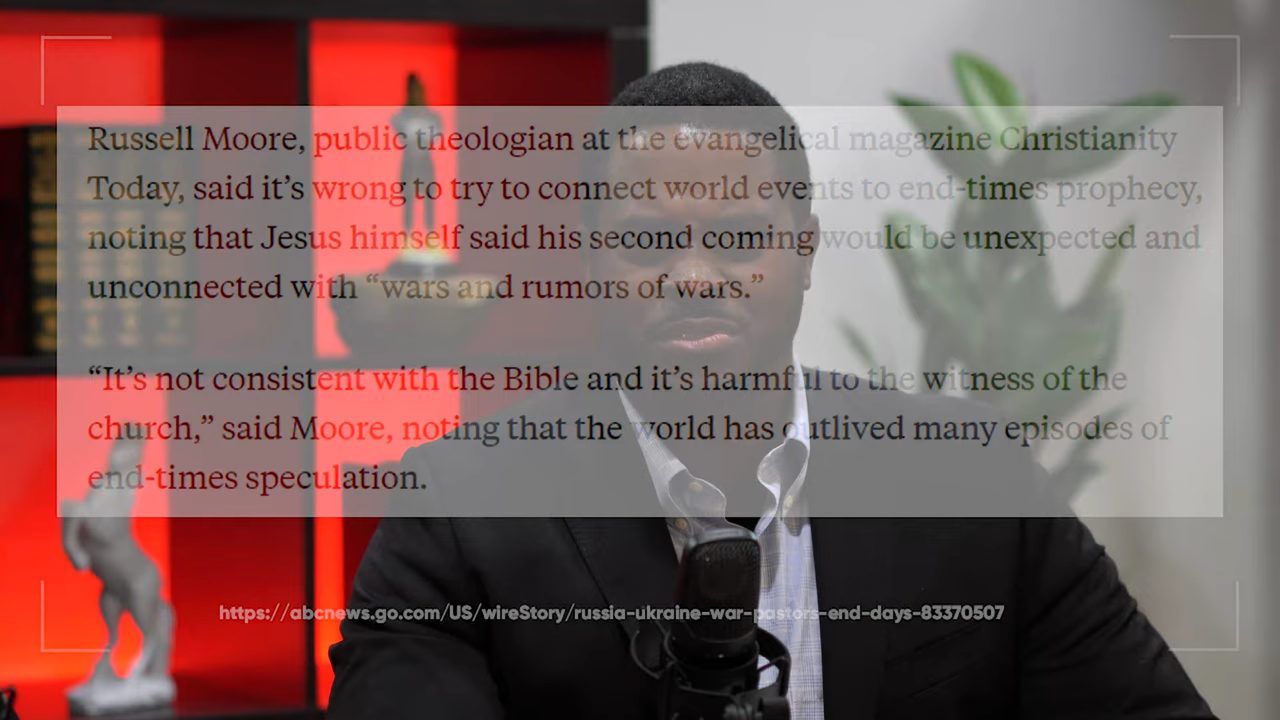 Russell Moore, public theologian at the evangelical magazine Christianity
Today, said it’s wrong to try to connect world events to end-times prophecy,
noting that Jesus himself said his second coming would be unexpected and
unconnected with “wars and rumors of wars.”
“It’s not consistent with the Bible and it’s harmful to the witness of the
church,” said Moore, noting that the world has outlived many episodes of
end-times speculation.
https://abcnews.go.com/US/wireStory/russia-ukraine-war-pastors-end-days-83370507